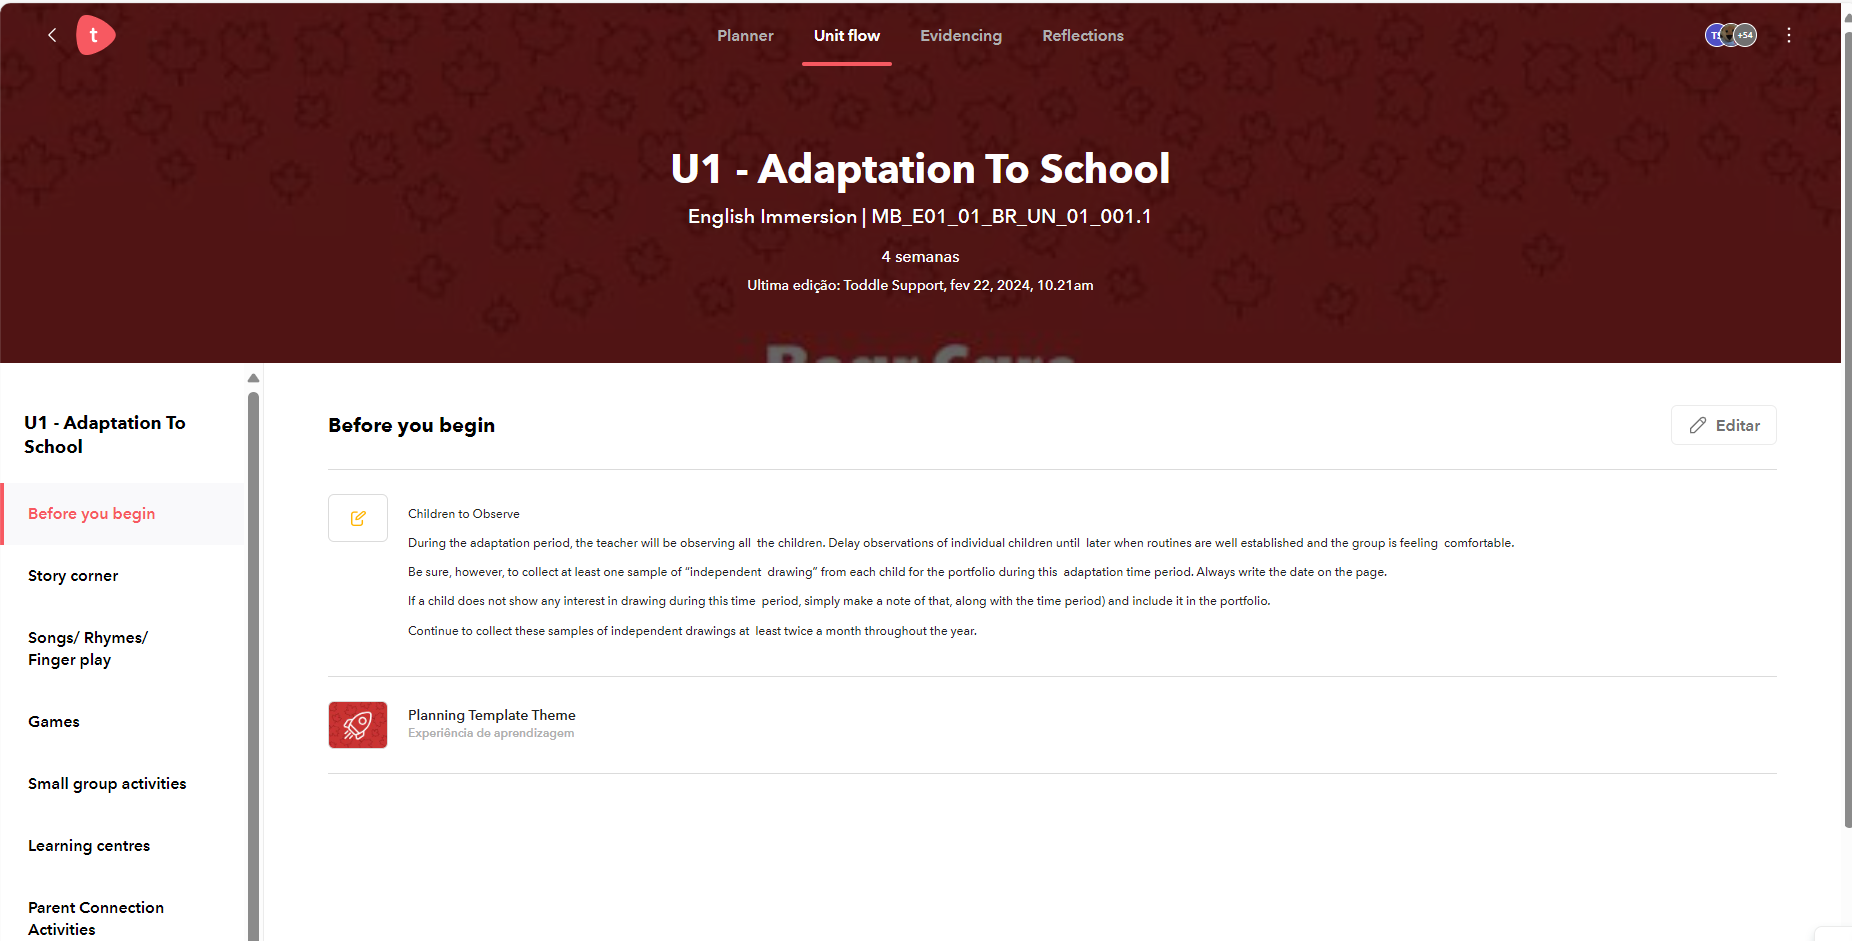 t
Planner
Unit flow
Evidencing
Reflections
+54
U1 - Adaptation To School
English Immersion | MB_E01_01_BR_UN_01_001.1
4 semanas
Ultima edição: Toddle Support, fev 22, 2024, 10.21am
Bear Care
U1 - Adaptation To
School
Before you begin
Story corner
Songs/ Rhymes/
Finger play
Games
Small group activities
Learning centres
Parent Connection
Activities
Before you begin
Editar
Children to Observe
During the adaptation period, the teacher will be observing all the children. Delay observations of individual children until later when routines are well established and the group is feeling comfortable.
Be sure, however, to collect at least one sample of “independent drawing” from each child for the portfolio during this adaptation time period. Always write the date on the page.
If a child does not show any interest in drawing during this time period, simply make a note of that, along with the time period) and include it in the portfolio.
Continue to collect these samples of independent drawings at least twice a month throughout the year.
Planning Template Theme
Experiência de aprendizagem